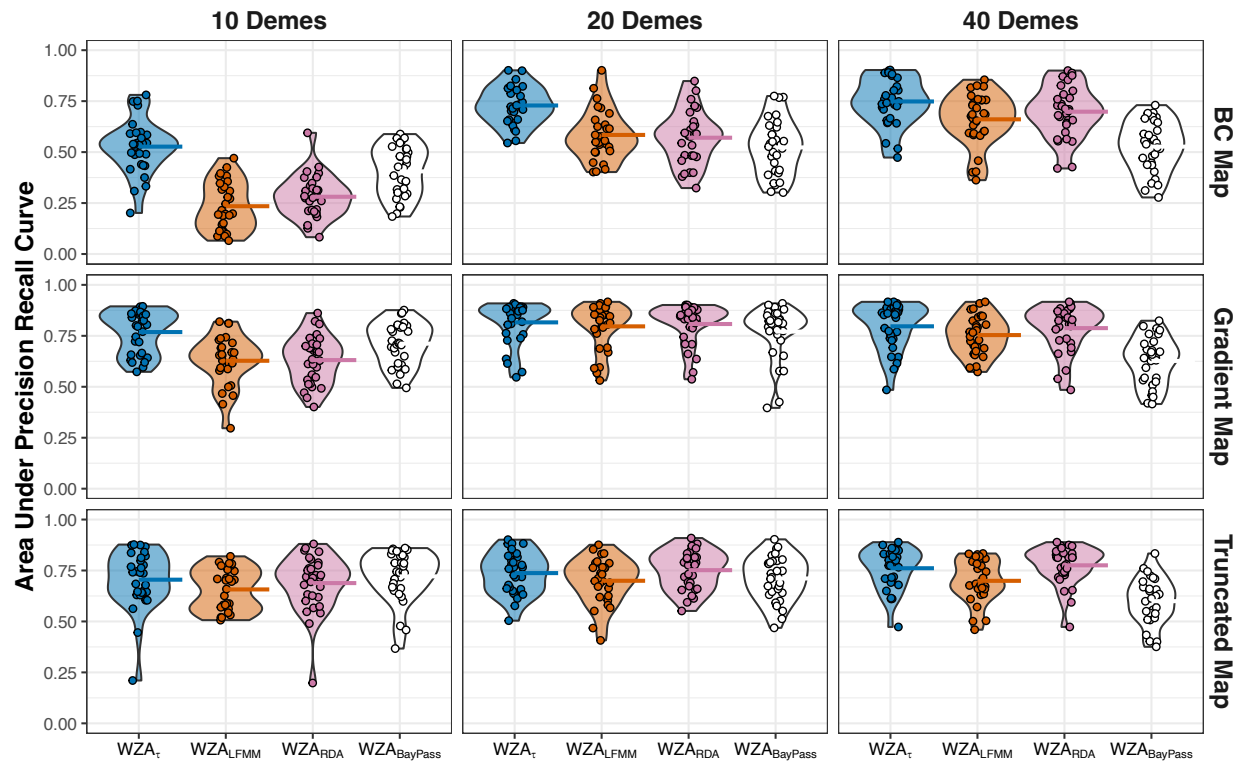 10 Demes 20 Demes 40 Demes
Area Under Precision Recall Curve
1.00
0.75
0.50
0.25
0.00
BC Map
1.00
0.75
0.50
0.25
0.00
Gradient Map
1.00
0.75
0.50
0.25
0.00
Truncated Map
WZAτ WZALFMM WZARDA WZABayPass WZAτ WZALFMM WZARDA WZABayPass WZAτ WZALFMM WZARDA WZABayPass